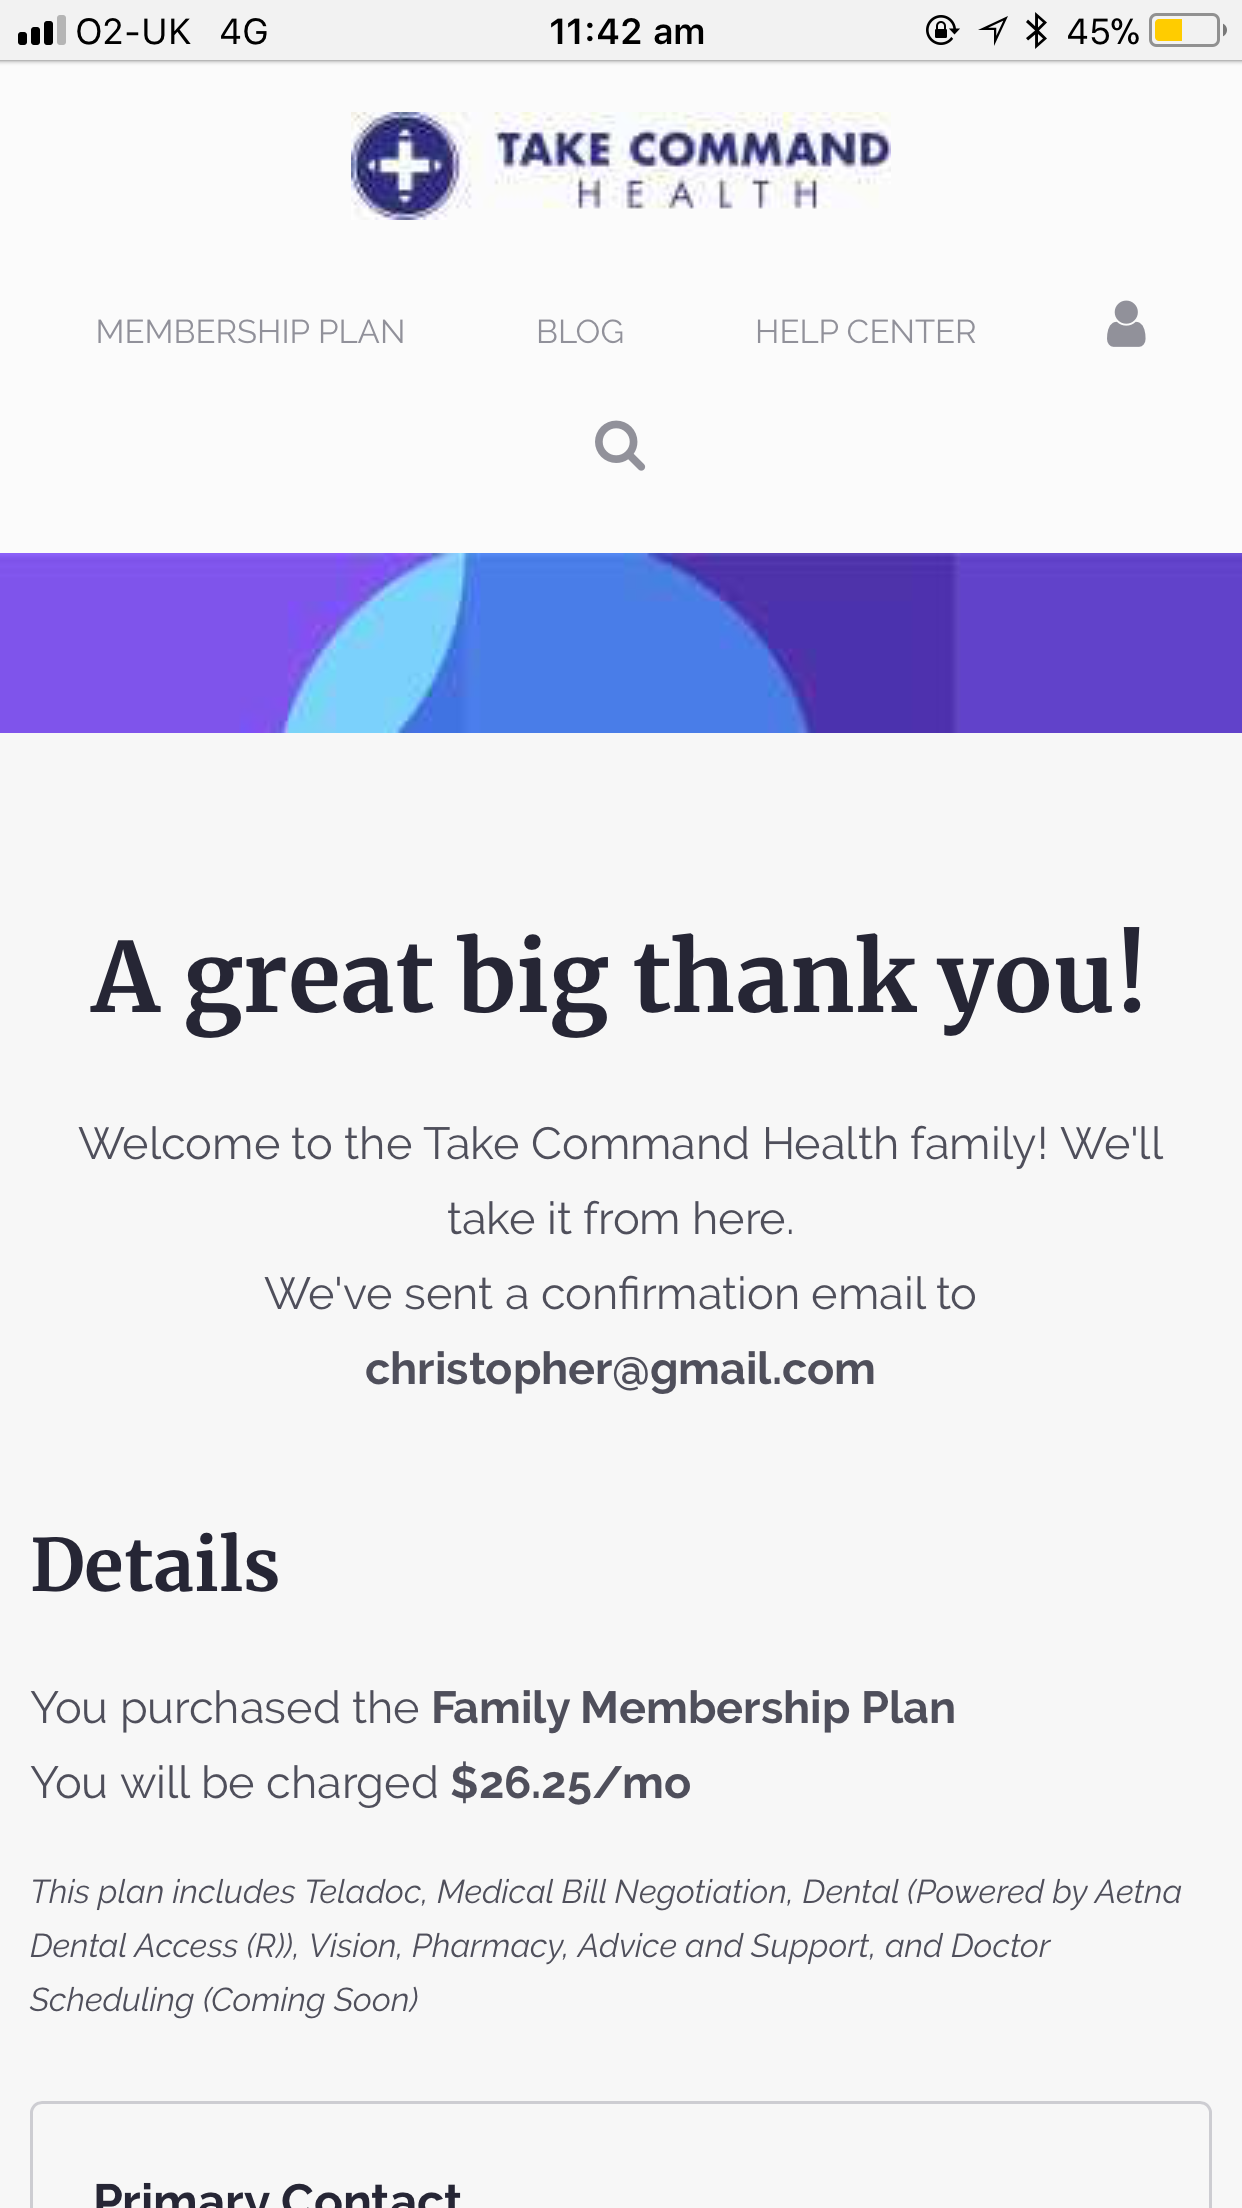 O2-UK 4G 11:42 am 45%
TAKE COMMAND
HEALTH
MEMBERSHIP PLAN BLOG HELP CENTER
A great big thank you!
Welcome to the Take Command Health family! We'll
take it from here.
We've sent a confirmation email to
christopher@gmail.com
Details
You purchased the Family Membership Plan
You will be charged $26.25/mo
This plan includes Teladoc, Medical Bill Negotiation, Dental (Powered by Aetna
Dental Access (R)), Vision, Pharmacy, Advice and Support, and Doctor
Scheduling (Coming Soon)
Primary Contact